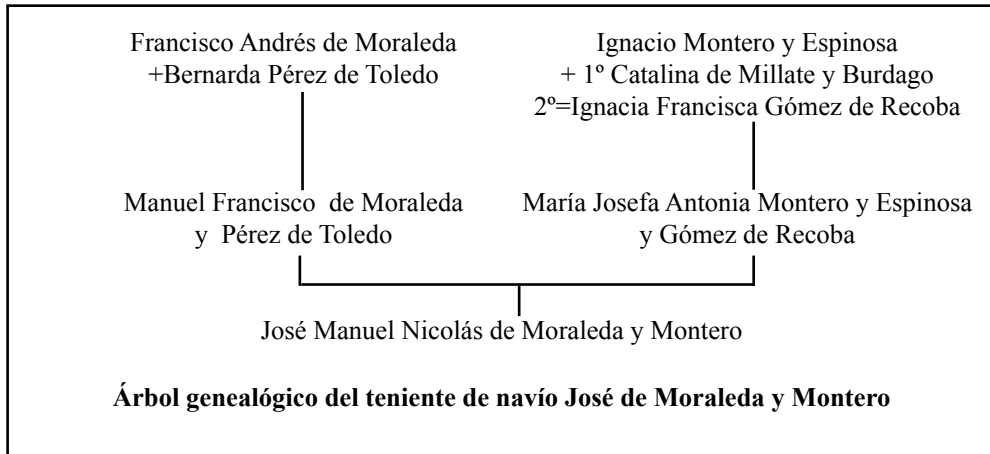 Francisco Andrés de Moraleda
+Bernarda Pérez de Toledo
Ignacio Montero y Espinosa
+ 1º Catalina de Millate y Burdago
2º=Ignacia Francisca Gómez de Recoba
Manuel Francisco de Moraleda
y Pérez de Toledo
María Josefa Antonia Montero y Espinosa
y Gómez de Recoba
José Manuel Nicolás de Moraleda y Montero
Árbol genealógico del teniente de navío José de Moraleda y Montero